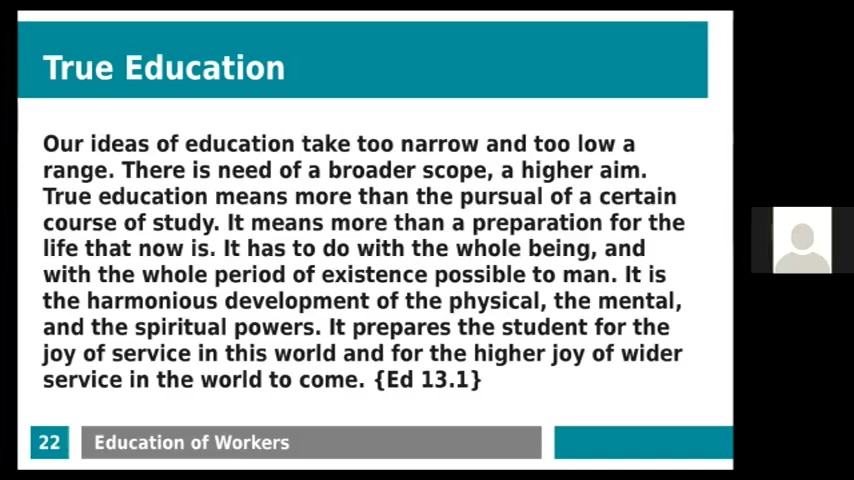 True Education
Our ideas of education take too narrow and too low a
range. There is need of a broader scope, a higher aim.
True education means more than the pursual of a certain
course of study. It means more than a preparation for the
life that now is. It has to do with the whole being, and
with the whole period of existence possible to man. It is
the harmonious development of the physical, the mental,
and the spiritual powers. It prepares the student for the
joy of service in this world and for the higher joy of wider
service in the world to come. {Ed 13.1}
22 Education of Workers